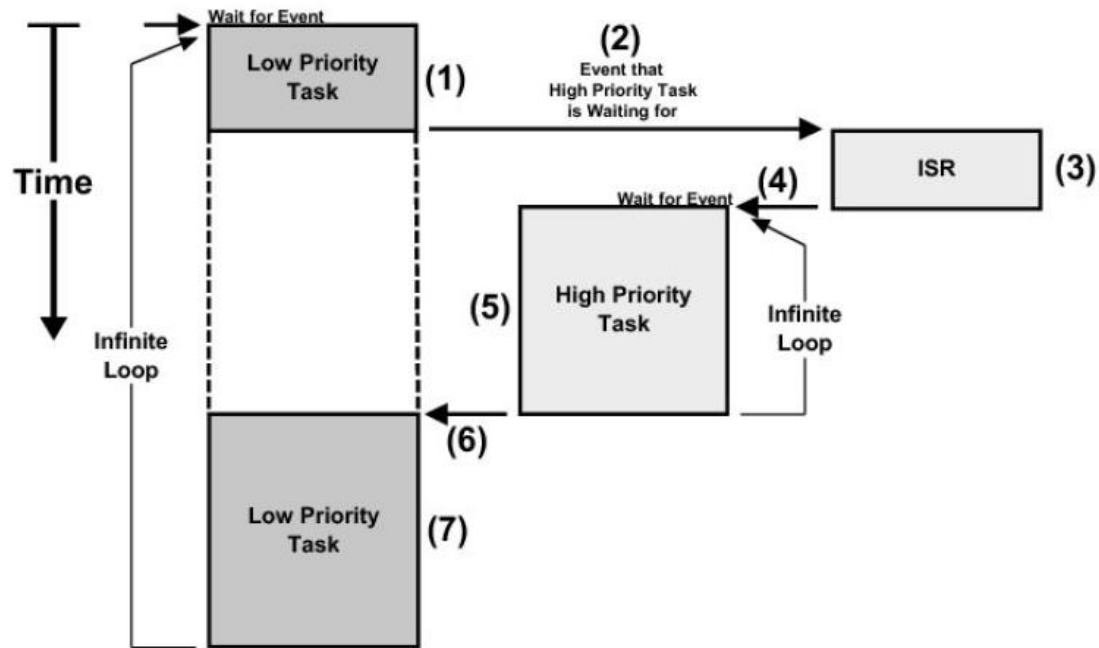 Wait for Event
Low Priority
Task
(1)
(2)
Event that
High Priority Task
is Waiting for
ISR
(3)
Time
Wait for Event
(4)
High Priority
Task
(5)
Infinite
Loop
Infinite
Loop
(6)
Low Priority
Task
(7)